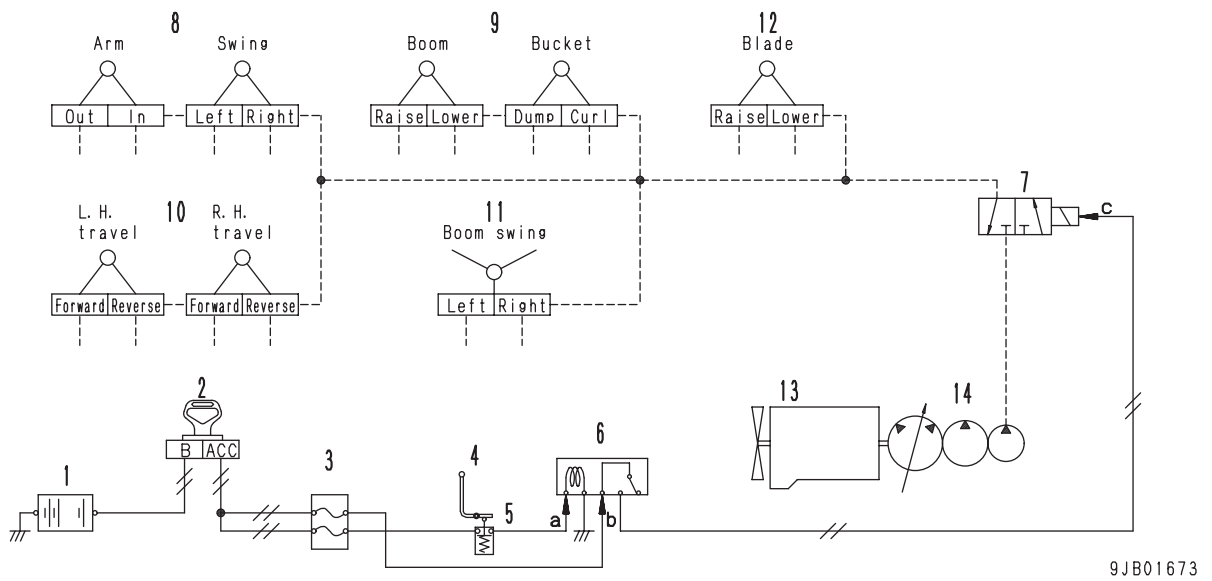 8 9 12
Arm Swing Boom Bucket Blade
Out In Left Right Raise Lower Dump Curl Raise Lower
7
c
L. H. travel 10 R. H. travel 11
Boom swing
Forward Reverse Forward Reverse Left Right
2 13 14
B ACC
1 3 4 5 6
a b
9JB01673